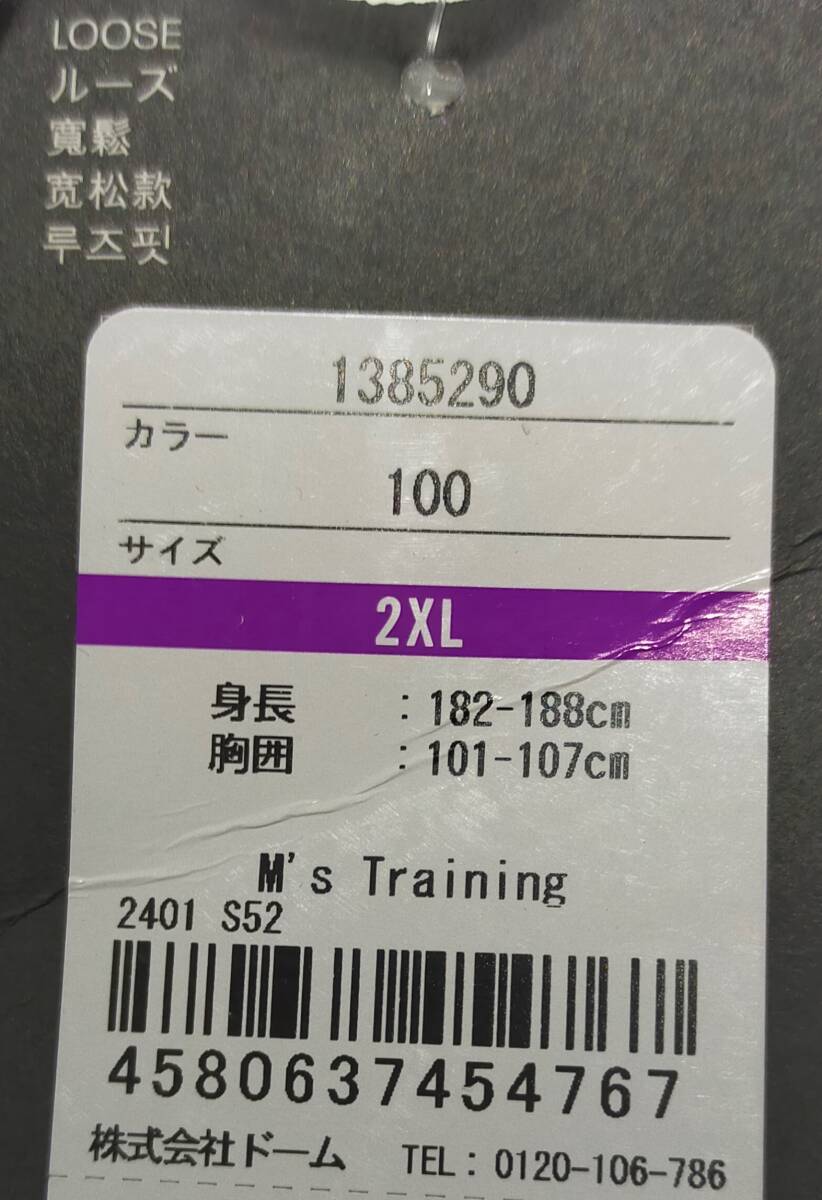 LOOSE
ルーズ
寬鬆
宽松款
루즈핏
1385290
カラー
100
サイズ
2XL
身長 : 182-188cm
胸囲 : 101-107cm
M's Training
2401 S52
4580637454767
株式会社ドーム TEL: 0120-106-786